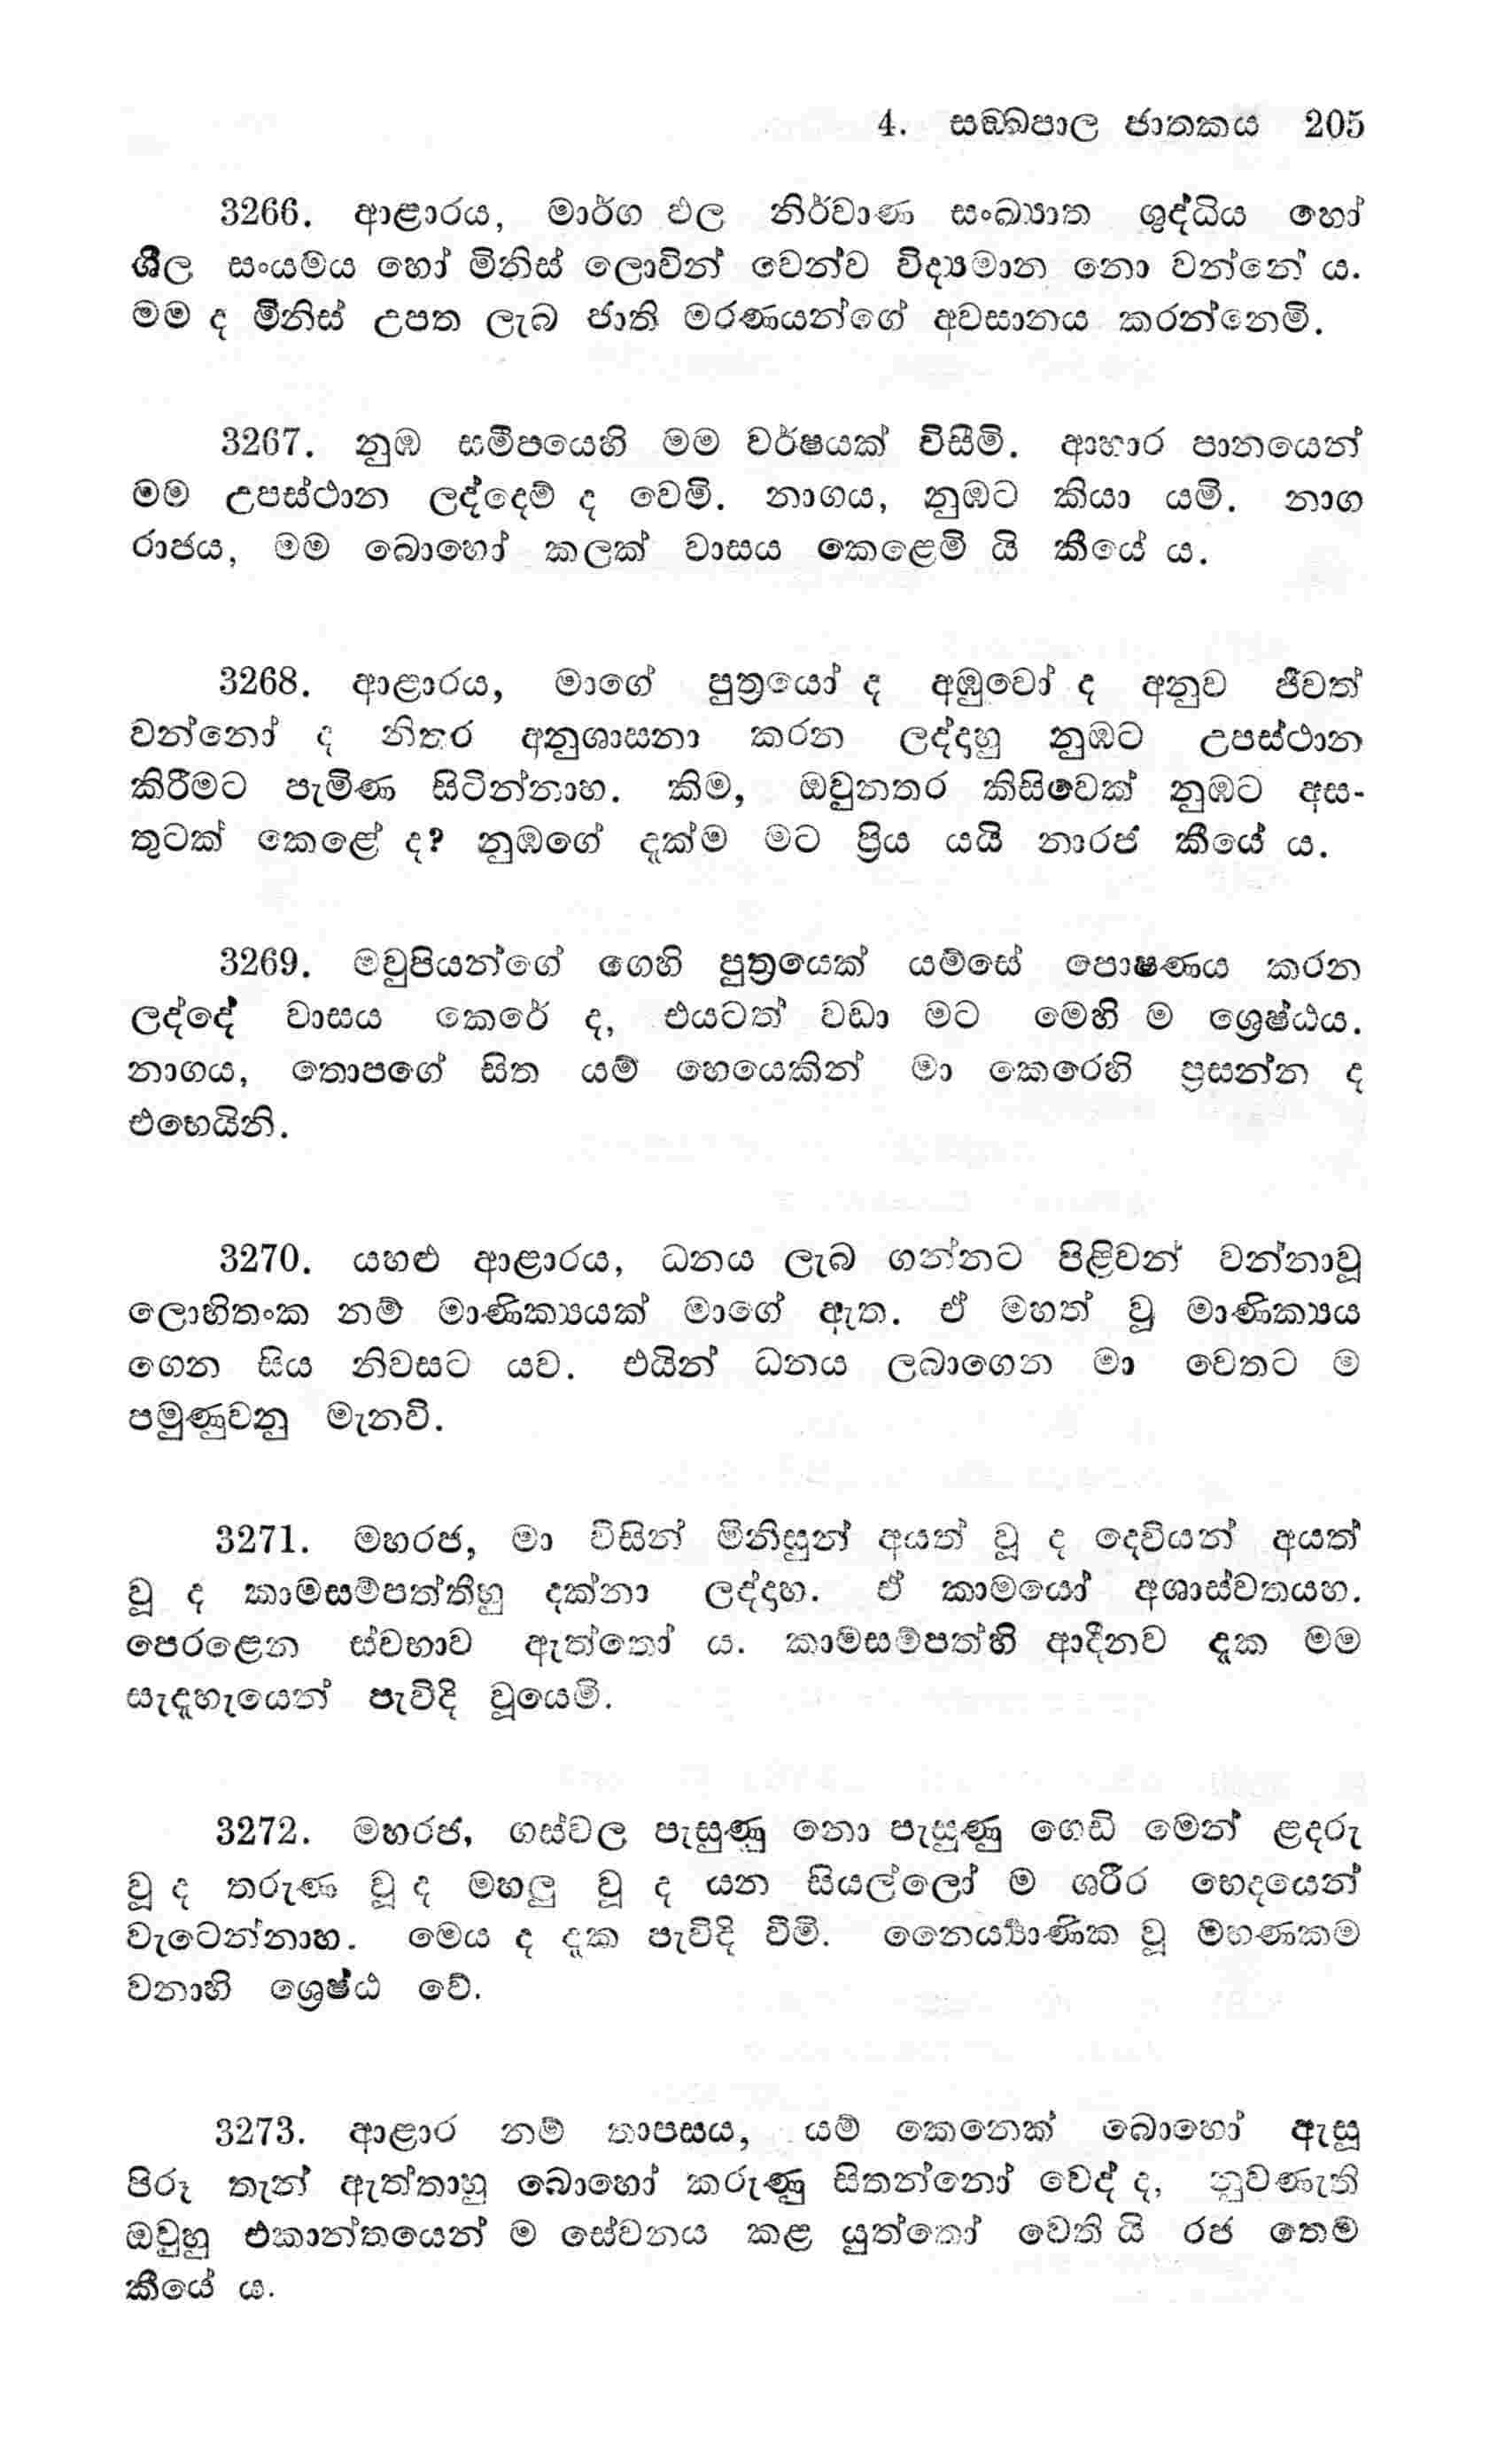 4. සඞ්ඛපාල ජාතකය 205
3266. ආළාරය, මාර්ග ඵල නිර්වාණ සංඛ්‍යාත ශුද්ධිය හෝ
ශීල සංයමය හෝ මිනිස් ලොවින් වෙන්ව විද්‍යමාන නො වන්නේ ය.
මම ද මිනිස් උපත ලැබ ජාති මරණයන්ගේ අවසානය කරන්නෙමි.
3267. නුඹ සමීපයෙහි මම වර්ෂයක් විසීමි. ආහාර පානයෙන්
මම උපස්ථාන ලද්දෙම් ද වෙමි. නාගය, නුඹට කියා යමි. නාග
රාජය, මම බොහෝ කලක් වාසය කෙළෙමි යි කීයේ ය.
3268. ආළාරය, මාගේ පුත්‍රයෝ ද අඹුවෝ ද අනුව ජීවත්
වන්නෝ ද නිතර අනුශාසනා කරන ලද්දාහු නුඹට උපස්ථාන
කිරීමට පැමිණ සිටින්නාහ. කිම, ඔවුනතර කිසිවෙක් නුඹට අස-
තුටක් කෙළේ ද? නුඹගේ දැක්ම මට ප්‍රිය යයි නාරජ කීයේ ය.
3269. මවුපියන්ගේ ගෙහි පුත්‍රයෙක් යම්සේ පොෂණය කරන
ලද්දේ වාසය කෙරේ ද, එයටත් වඩා මට මෙහි ම ශ්‍රෙෂ්ඨය.
නාගය, තොපගේ සිත යම් හෙයෙකින් මා කෙරෙහි ප්‍රසන්න ද
එහෙයිනි.
3270. යහළු ආළාරය, ධනය ලැබ ගන්නට පිළිවන් වන්නාවූ
ලොහිතංක නම් මාණික්‍යයක් මාගේ ඇත. ඒ මහත් වූ මාණික්‍යය
ගෙන සිය නිවසට යව. එයින් ධනය ලබාගෙන මා වෙතට ම
පමුණුවනු මැනවි.
3271. මහරජ, මා විසින් මිනිසුන් අයත් වූ ද දෙවියන් අයත්
වූ ද කාමසම්පත්තීහු දක්නා ලද්දාහ. ඒ කාමයෝ අශාස්වතයහ.
පෙරළෙන ස්වභාව ඇත්තෝ ය. කාමසම්පත්හි ආදීනව දැක මම
සැදැහැයෙන් පැවිදි වූයෙමි.
3272. මහරජ, ගස්වල පැසුණු නො පැසුණු ගෙඩි මෙන් ළදරු
වූ ද තරුණ වූ ද මහලු වූ ද යන සියල්ලෝ ම ශරීර භෙදයෙන්
වැටෙන්නාහ. මෙය ද දැක පැවිදි වීමි. නෛර්‍ය්‍යාණික වූ මහණකම
වනාහි ශ්‍රෙෂ්ඨ වේ.
3273. ආළාර නම් තාපසය, යම් කෙනෙක් බොහෝ ඇසූ
පිරූ තැන් ඇත්තාහු බොහෝ කරුණු සිතන්නෝ වෙද් ද, නුවණැති
ඔවුහු එකාන්තයෙන් ම සේවනය කළ යුත්තෝ වෙති යි රජ තෙම
කීයේ ය.